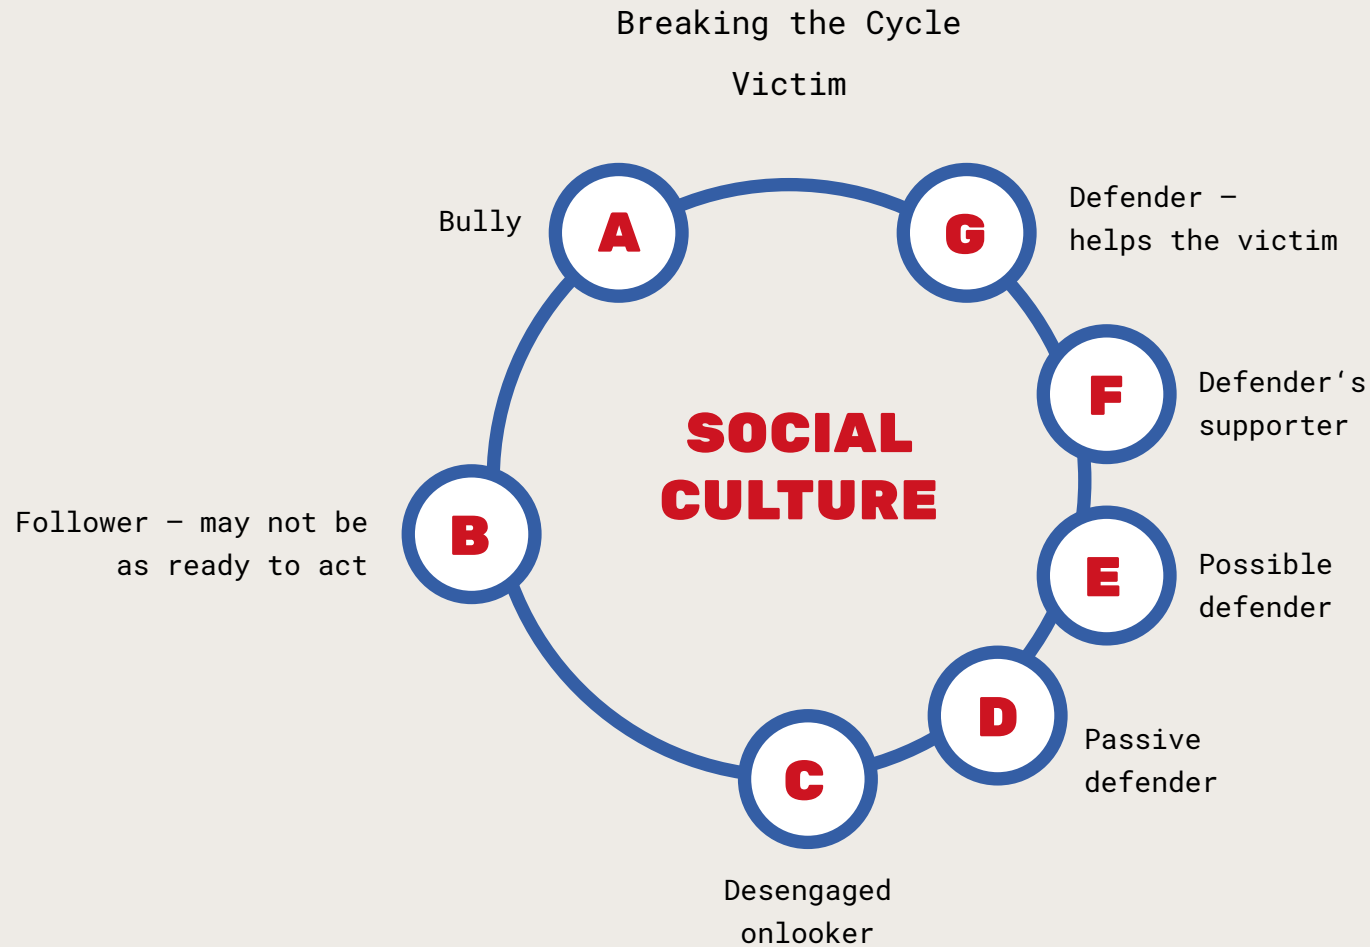 Breaking the Cycle
Victim
Bully
A
G
Defender –
helps the victim
F
Defender‘s
supporter
SOCIAL
CULTURE
Follower – may not be
as ready to act
B
E
Possible
defender
D
Passive
defender
C
Desengaged
onlooker